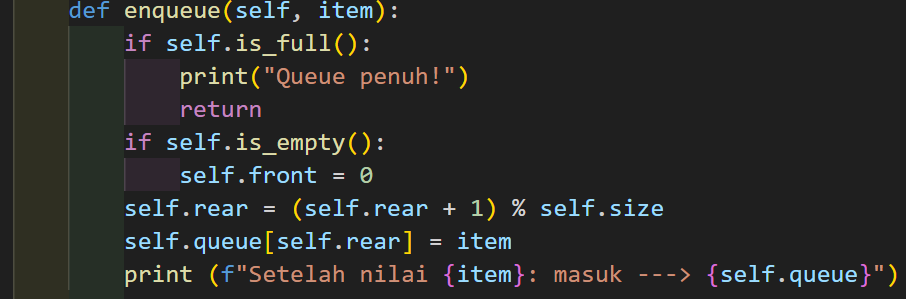 def enqueue(self, item):
if self.is_full():
print("Queue penuh!")
return
if self.is_empty():
self.front = 0
self.rear = (self.rear + 1) % self.size
self.queue[self.rear] = item
print (f"Setelah nilai {item}: masuk ---> {self.queue}")